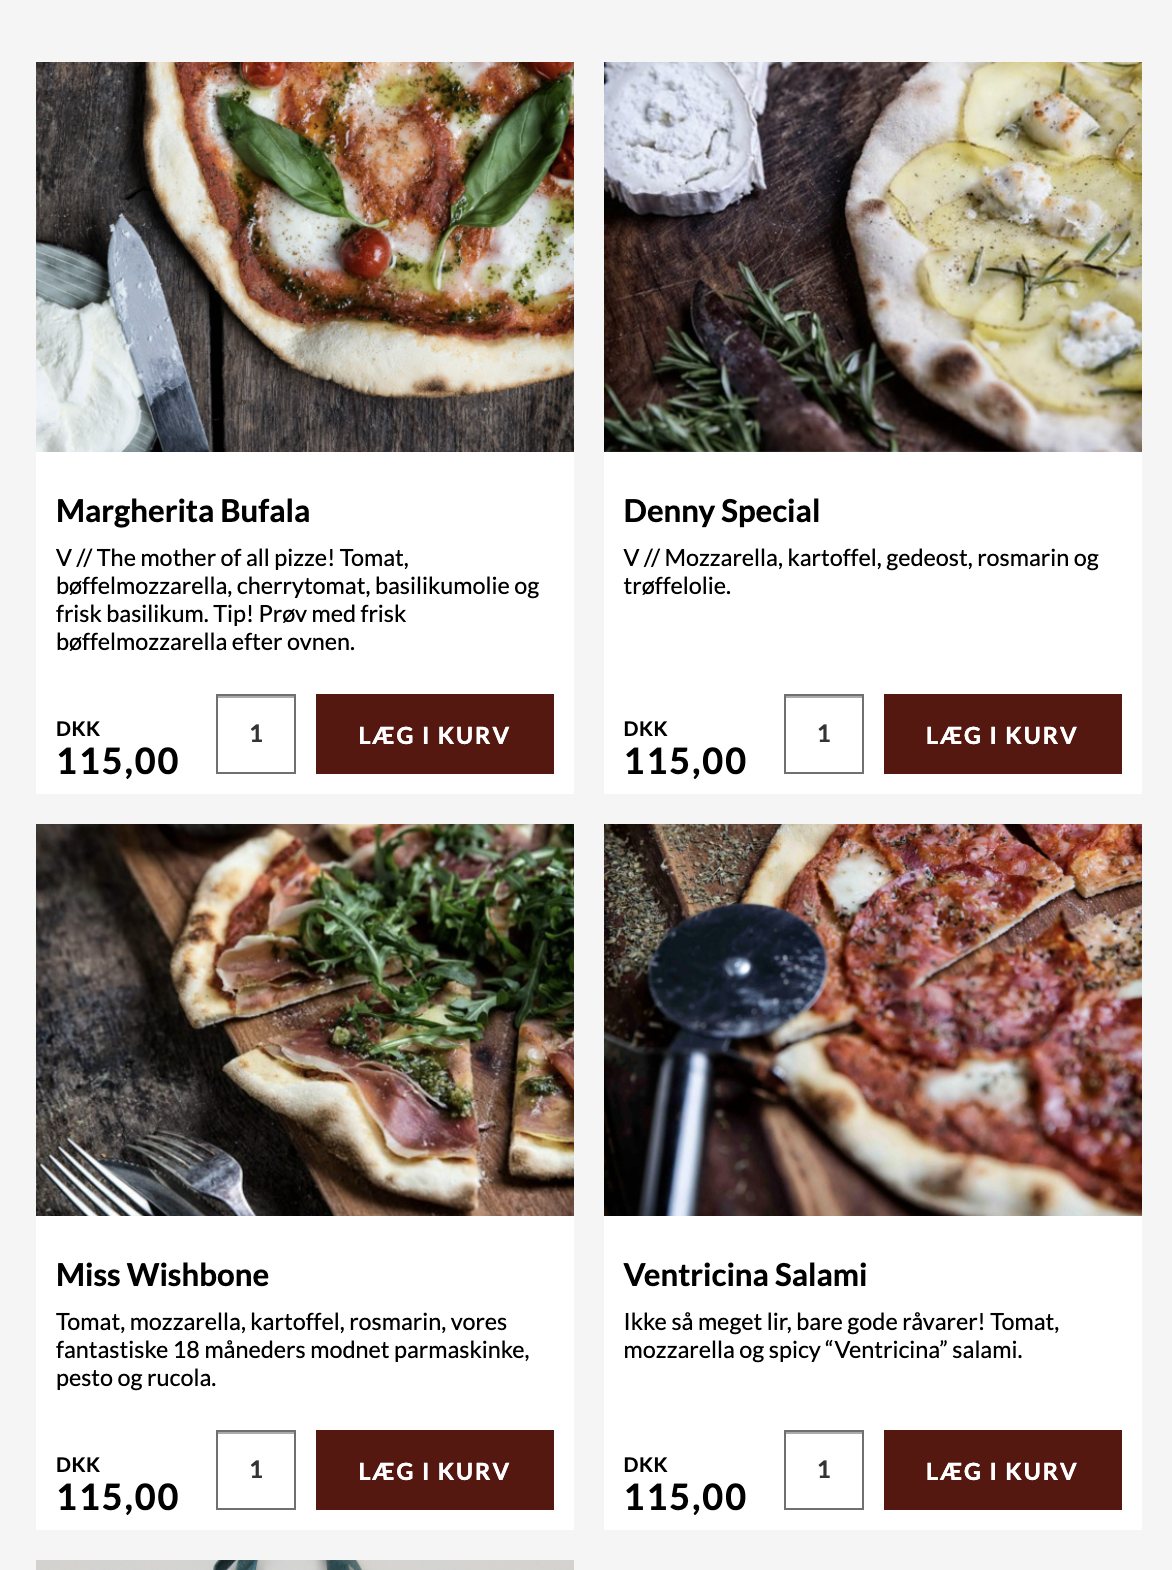 Margherita Bufala
V // The mother of all pizze! Tomat,
bøffelmozzarella, cherrytomat, basilikumolie og
frisk basilikum. Tip! Prøv med frisk
bøffelmozzarella efter ovnen.
DKK
115,00
1
LÆG I KURV
Denny Special
V // Mozzarella, kartoffel, gedeost, rosmarin og
trøffelolie.
DKK
115,00
1
LÆG I KURV
Miss Wishbone
Tomat, mozzarella, kartoffel, rosmarin, vores
fantastiske 18 måneders modnet parmaskinke,
pesto og rucola.
DKK
115,00
1
LÆG I KURV
Ventricina Salami
Ikke så meget lir, bare gode råvarer! Tomat,
mozzarella og spicy “Ventricina” salami.
DKK
115,00
1
LÆG I KURV